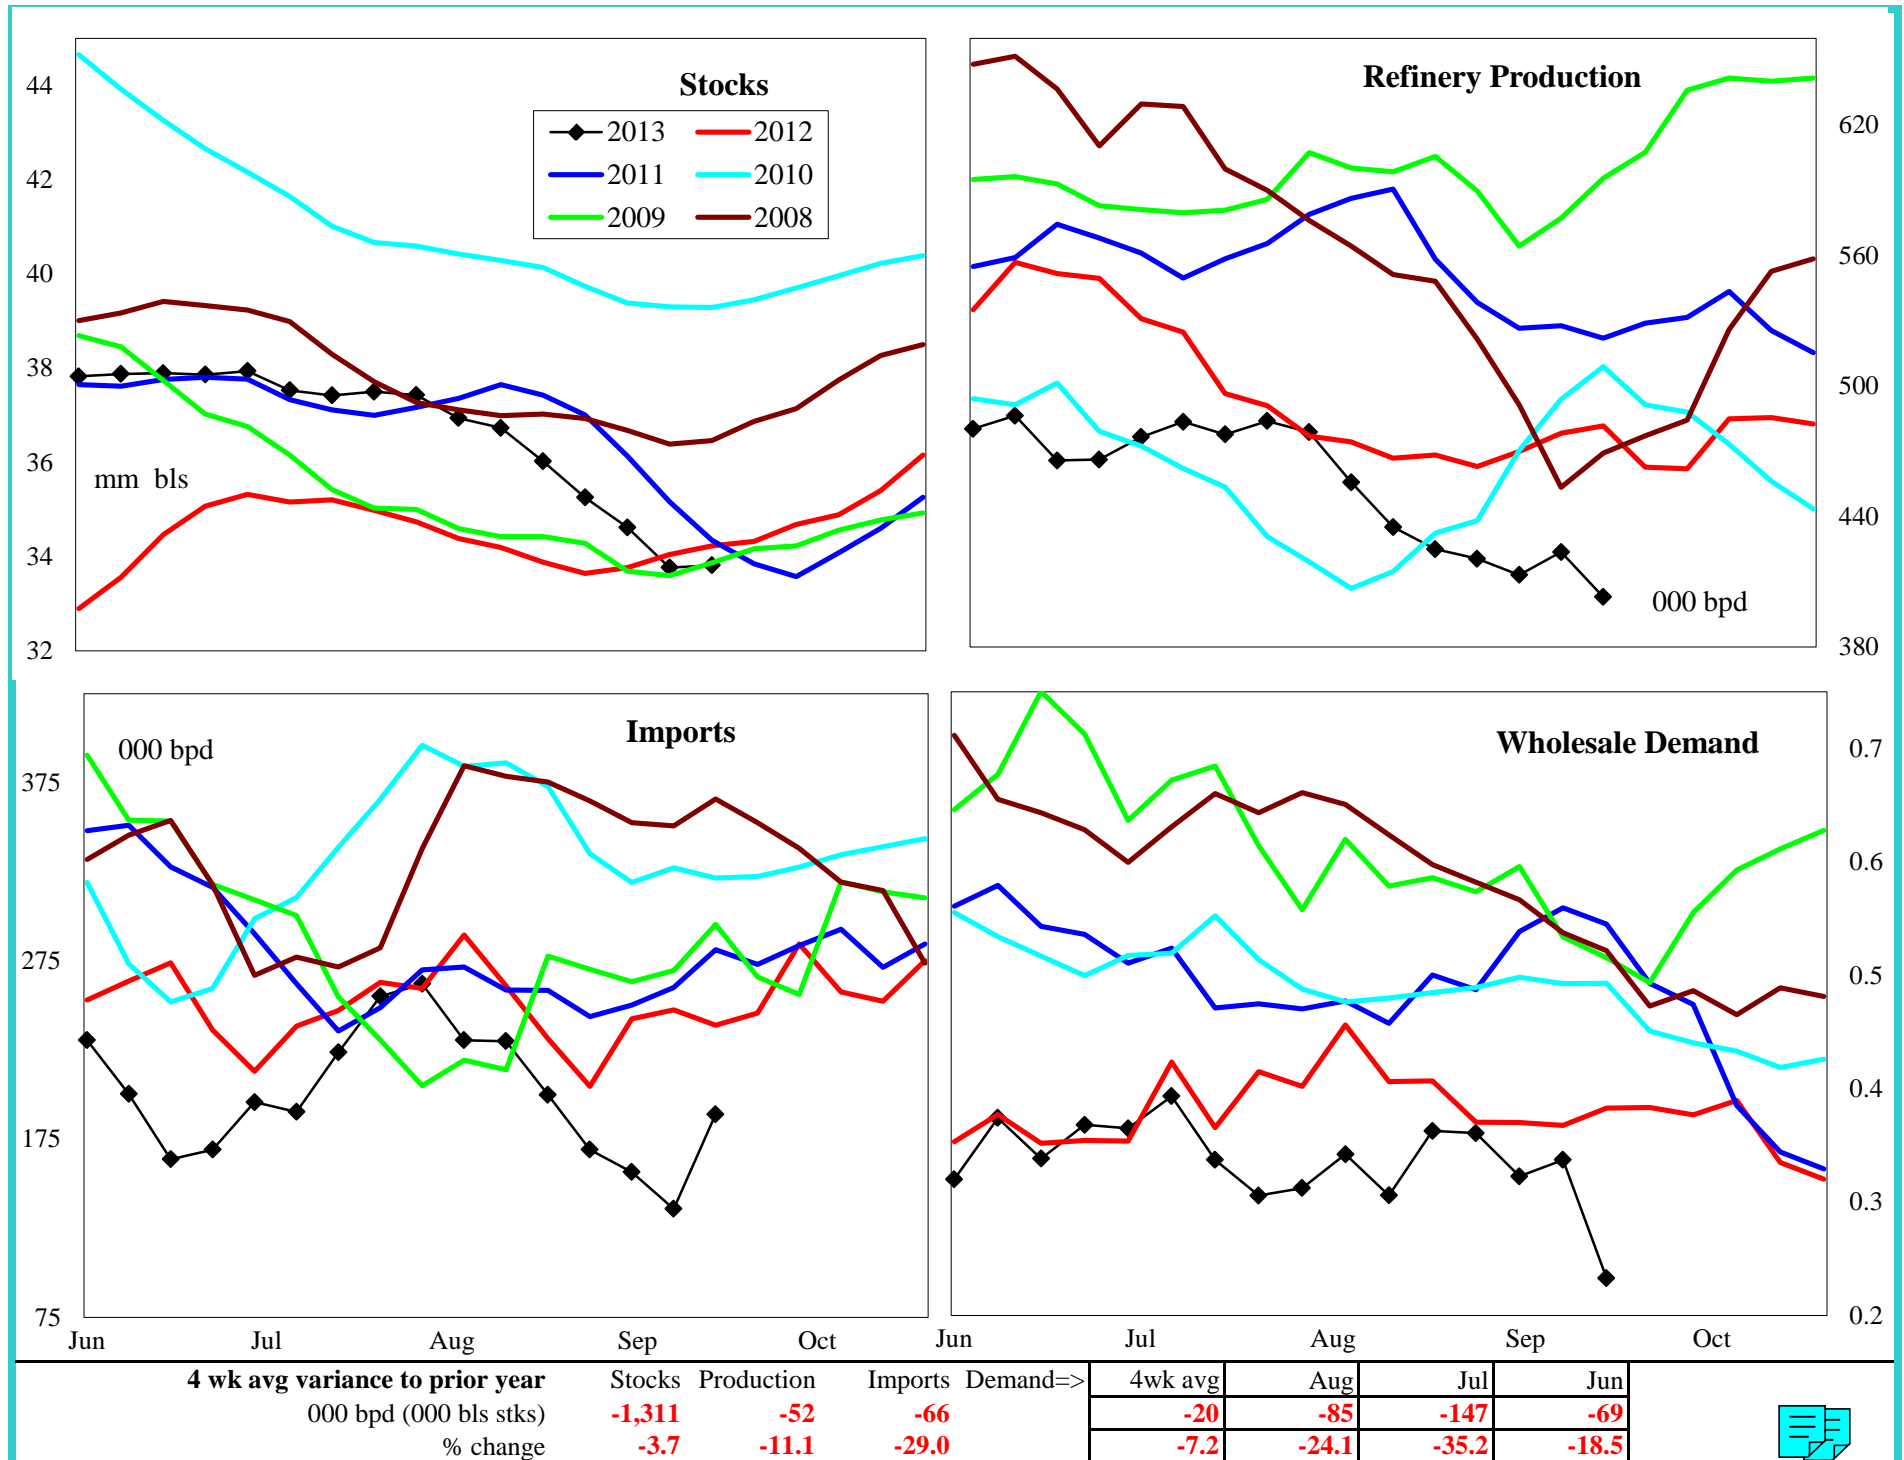 Stocks
2013 2012
2011 2010
2009 2008
44
42
40
38
36
34
32
mm bls
Refinery Production
620
560
500
440
380
000 bpd
000 bpd
Imports
375
275
175
75
Jun Jul Aug Sep Oct
Wholesale Demand
0.7
0.6
0.5
0.4
0.3
0.2
Jun Jul Aug Sep Oct
4 wk avg variance to prior year Stocks Production Imports Demand=> 4wk avg Aug Jul Jun
000 bpd (000 bls stks) -1,311 -52 -66 -20 -85 -147 -69
% change -3.7 -11.1 -29.0 -7.2 -24.1 -35.2 -18.5